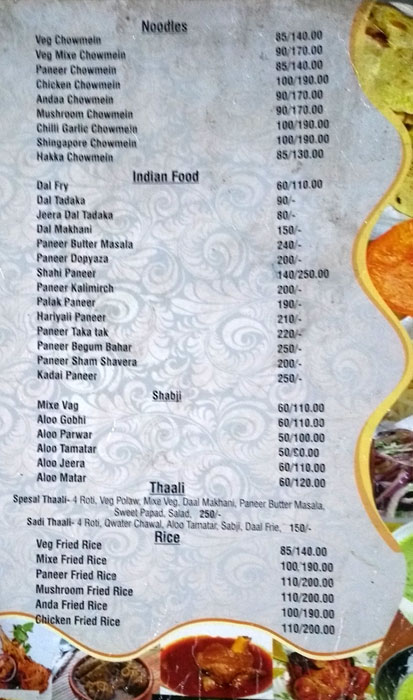 Noodles
Veg Chowmein 85/140.00
Veg Mixe Chowmein 90/170.00
Paneer Chowmein 85/140.00
Chicken Chowmein 100/190.00
Andaa Chowmein 90/170.00
Mushroom Chowmein 90/170.00
Chilli Garlic Chowmein 100/190.00
Shingapore Chowmein 100/190.00
Hakka Chowmein 85/130.00
Indian Food
Dal Fry 60/110.00
Dal Tadaka 90/-
Jeera Dal Tadaka 80/-
Dal Makhani 150/-
Paneer Butter Masala 240/-
Paneer Dopyaza 200/-
Shahi Paneer 140/250.00
Paneer Kalimirch 200/-
Palak Paneer 190/-
Hariyali Paneer 210/-
Paneer Taka tak 220/-
Paneer Begum Bahar 250/-
Paneer Sham Shavera 200/-
Kadai Paneer 250/-
Shabji
Mixe Vag 60/110.00
Aloo Gobhi 60/110.00
Aloo Parwar 50/100.00
Aloo Tamatar
Aloo Jeera 60/110.00
Aloo Matar 60/120.00
Thaali
Spesal Thaali- 4 Roti, Veg Polaw, Mixe Veg, Daal Makhani, Paneer Butter Masala,
Sweet Papad, Salad, 250/-
Sadi Thaali- 4 Roti, Qwater Chawal, Aloo Tamatar, Sabji, Daal Frie, 150/-
Rice
Veg Fried Rice 85/140.00
Mixe Fried Rice 100/190.00
Paneer Fried Rice 110/200.00
Mushroom Fried Rice 110/200.00
Anda Fried Rice 100/190.00
Chicken Fried Rice 110/200.00